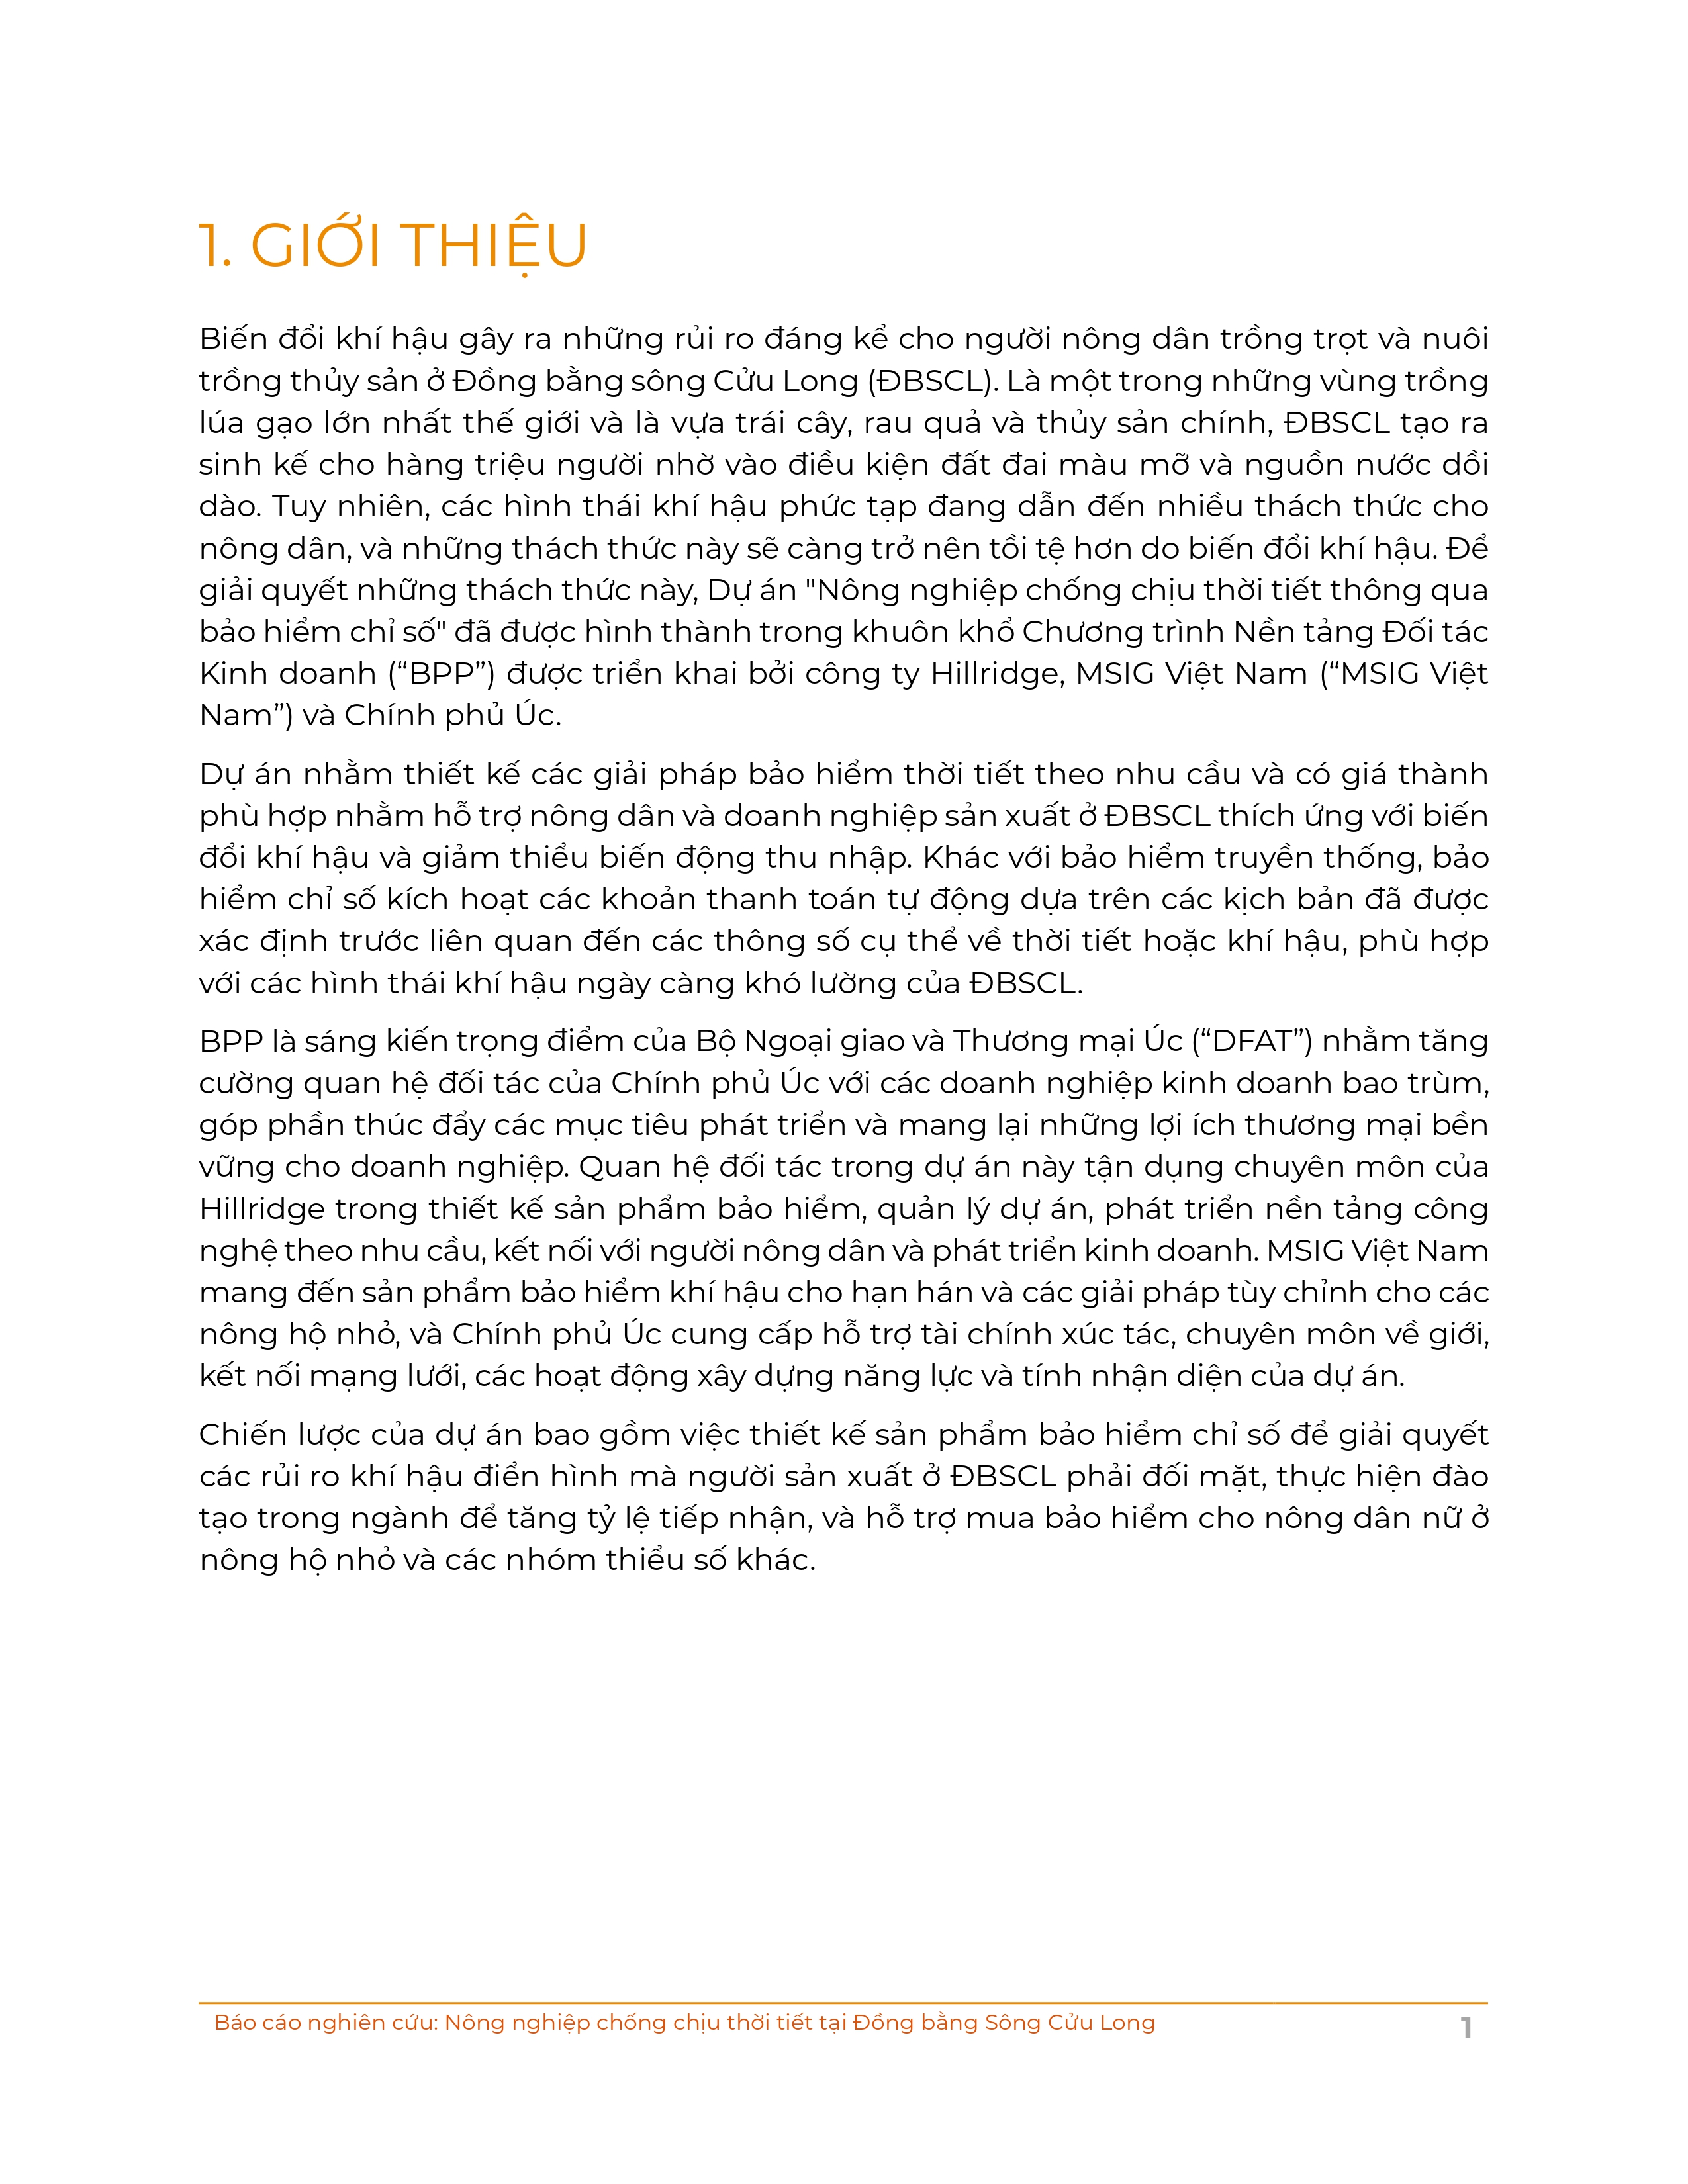 1. GIỚI THIỆU
Biến đổi khí hậu gây ra những rủi ro đáng kể cho người nông dân trồng trọt và nuôi
trồng thủy sản ở Đồng bằng sông Cửu Long (ĐBSCL). Là một trong những vùng trồng
lúa gạo lớn nhất thế giới và là vựa trái cây, rau quả và thủy sản chính, ĐBSCL tạo ra
sinh kế cho hàng triệu người nhờ vào điều kiện đất đai màu mỡ và nguồn nước dồi
dào. Tuy nhiên, các hình thái khí hậu phức tạp đang dẫn đến nhiều thách thức cho
nông dân, và những thách thức này sẽ càng trở nên tồi tệ hơn do biến đổi khí hậu. Để
giải quyết những thách thức này, Dự án "Nông nghiệp chống chịu thời tiết thông qua
bảo hiểm chỉ số" đã được hình thành trong khuôn khổ Chương trình Nền tảng Đối tác
Kinh doanh (“BPP”) được triển khai bởi công ty Hillridge, MSIG Việt Nam (“MSIG Việt
Nam”) và Chính phủ Úc.
Dự án nhằm thiết kế các giải pháp bảo hiểm thời tiết theo nhu cầu và có giá thành
phù hợp nhằm hỗ trợ nông dân và doanh nghiệp sản xuất ở ĐBSCL thích ứng với biến
đổi khí hậu và giảm thiểu biến động thu nhập. Khác với bảo hiểm truyền thống, bảo
hiểm chỉ số kích hoạt các khoản thanh toán tự động dựa trên các kịch bản đã được
xác định trước liên quan đến các thông số cụ thể về thời tiết hoặc khí hậu, phù hợp
với các hình thái khí hậu ngày càng khó lường của ĐBSCL.
BPP là sáng kiến trọng điểm của Bộ Ngoại giao và Thương mại Úc (“DFAT”) nhằm tăng
cường quan hệ đối tác của Chính phủ Úc với các doanh nghiệp kinh doanh bao trùm,
góp phần thúc đẩy các mục tiêu phát triển và mang lại những lợi ích thương mại bền
vững cho doanh nghiệp. Quan hệ đối tác trong dự án này tận dụng chuyên môn của
Hillridge trong thiết kế sản phẩm bảo hiểm, quản lý dự án, phát triển nền tảng công
nghệ theo nhu cầu, kết nối với người nông dân và phát triển kinh doanh. MSIG Việt Nam
mang đến sản phẩm bảo hiểm khí hậu cho hạn hán và các giải pháp tùy chỉnh cho các
nông hộ nhỏ, và Chính phủ Úc cung cấp hỗ trợ tài chính xúc tác, chuyên môn về giới,
kết nối mạng lưới, các hoạt động xây dựng năng lực và tính nhận diện của dự án.
Chiến lược của dự án bao gồm việc thiết kế sản phẩm bảo hiểm chỉ số để giải quyết
các rủi ro khí hậu điển hình mà người sản xuất ở ĐBSCL phải đối mặt, thực hiện đào
tạo trong ngành để tăng tỷ lệ tiếp nhận, và hỗ trợ mua bảo hiểm cho nông dân nữ ở
nông hộ nhỏ và các nhóm thiểu số khác.
Báo cáo nghiên cứu: Nông nghiệp chống chịu thời tiết tại Đồng bằng Sông Cửu Long
1